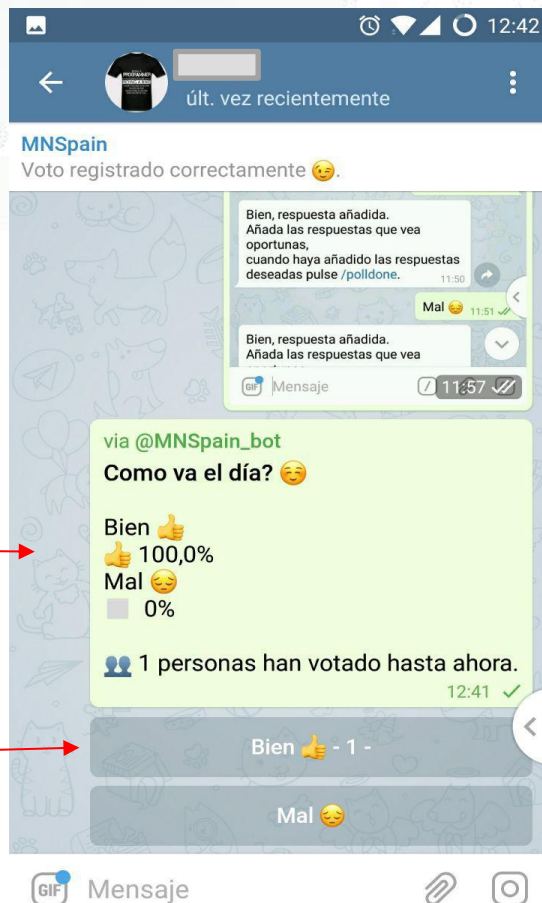 12:42
últ. vez recientemente
MNSpain
Voto registrado correctamente 😉.
Bien, respuesta añadida.
Añada las respuestas que vea
oportunas,
cuando haya añadido las respuestas
deseadas pulse /polldone.
11:50
Mal 😔 11:51
Bien, respuesta añadida.
Añada las respuestas que vea
GIF Mensaje
11:57
via @MNSpain_bot
Como va el día? ☺️
Bien 👍
👍 100,0%
Mal 😔
0%
👥 1 personas han votado hasta ahora.
12:41
Bien 👍 - 1 -
Mal 😔
GIF Mensaje